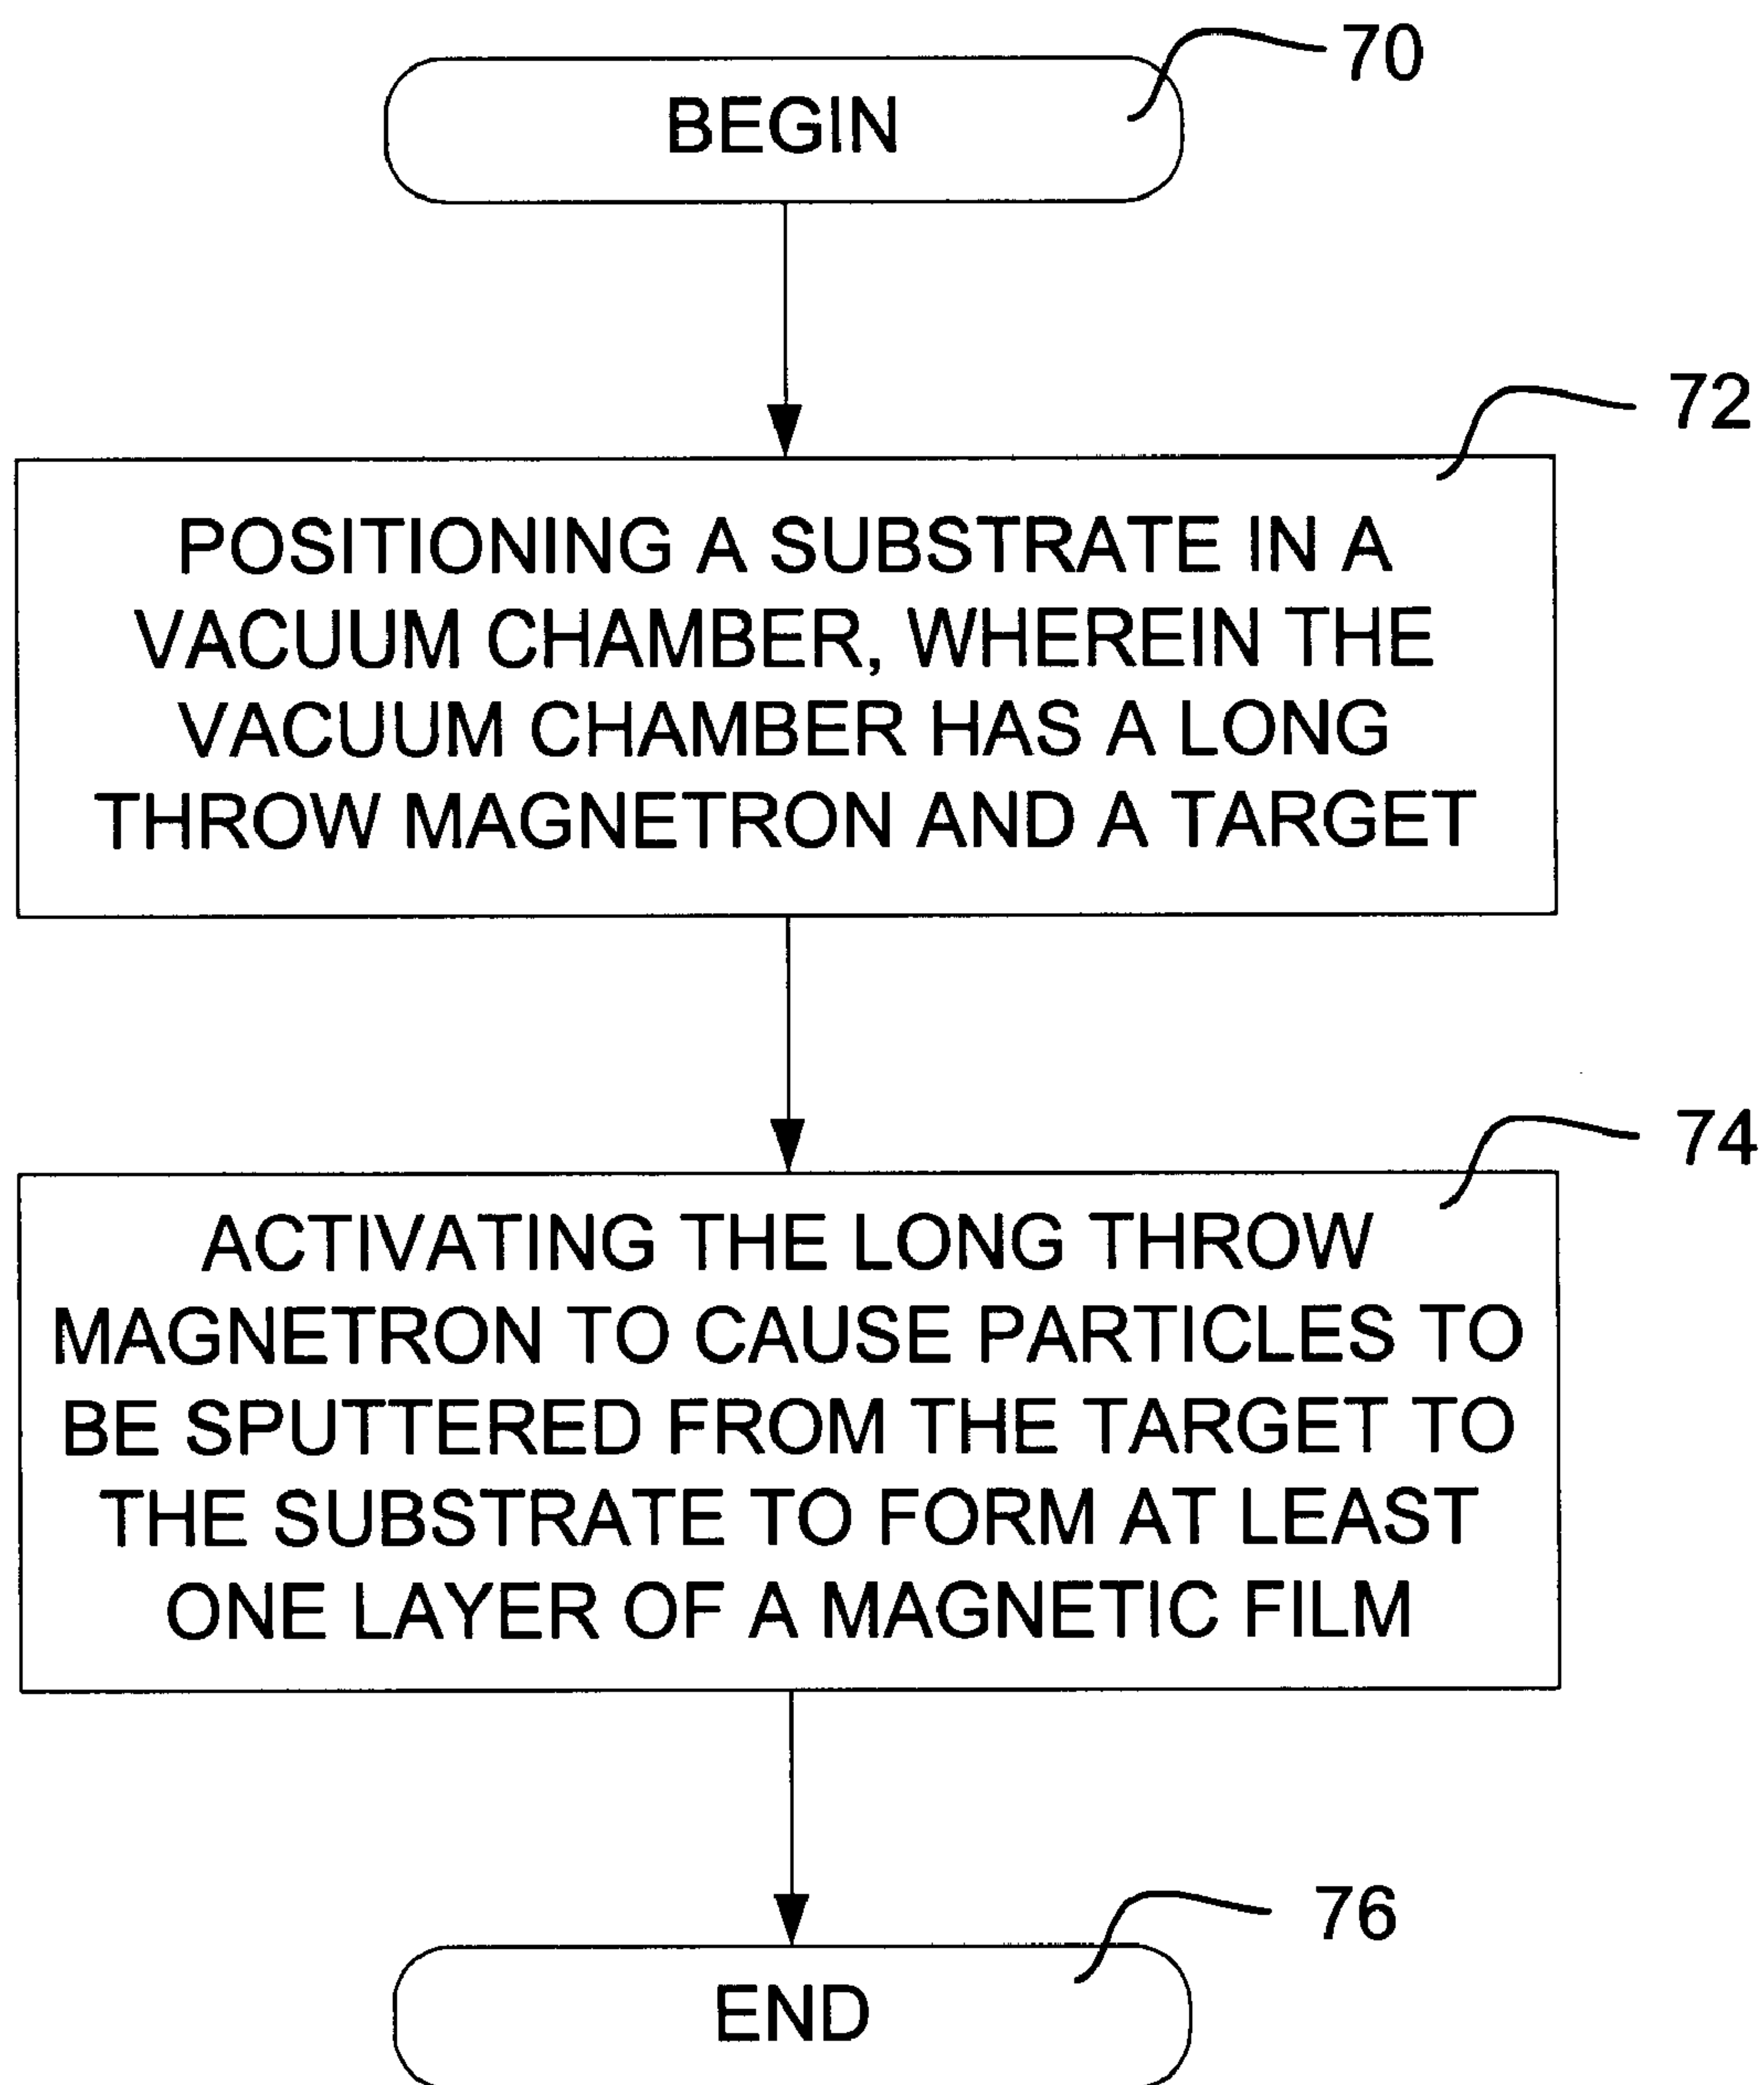 70
BEGIN
72
POSITIONING A SUBSTRATE IN A
VACUUM CHAMBER, WHEREIN THE
VACUUM CHAMBER HAS A LONG
THROW MAGNETRON AND A TARGET
74
ACTIVATING THE LONG THROW
MAGNETRON TO CAUSE PARTICLES TO
BE SPUTTERED FROM THE TARGET TO
THE SUBSTRATE TO FORM AT LEAST
ONE LAYER OF A MAGNETIC FILM
76
END